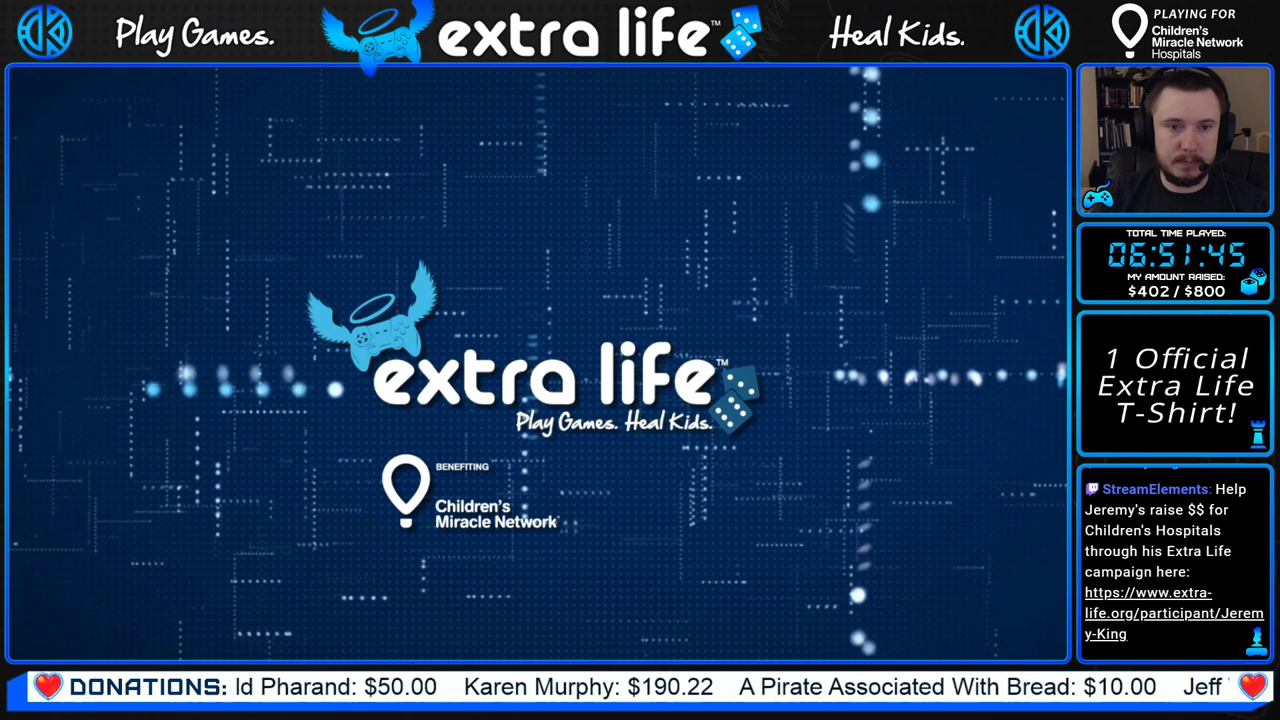 Play Games.
extra life™
Heal Kids.
PLAYING FOR
Children's
Miracle Network
Hospitals
extra life™
Play Games. Heal Kids.
BENEFITING
Children's
Miracle Network
TOTAL TIME PLAYED:
06:51:45
MY AMOUNT RAISED:
$402 / $800
1 Official
Extra Life
T-Shirt!
StreamElements: Help
Jeremy's raise $$ for
Children's Hospitals
through his Extra Life
campaign here:
https://www.extra-
life.org/participant/Jerem
y-King
DONATIONS: ld Pharand: $50.00 Karen Murphy: $190.22 A Pirate Associated With Bread: $10.00 Jeff